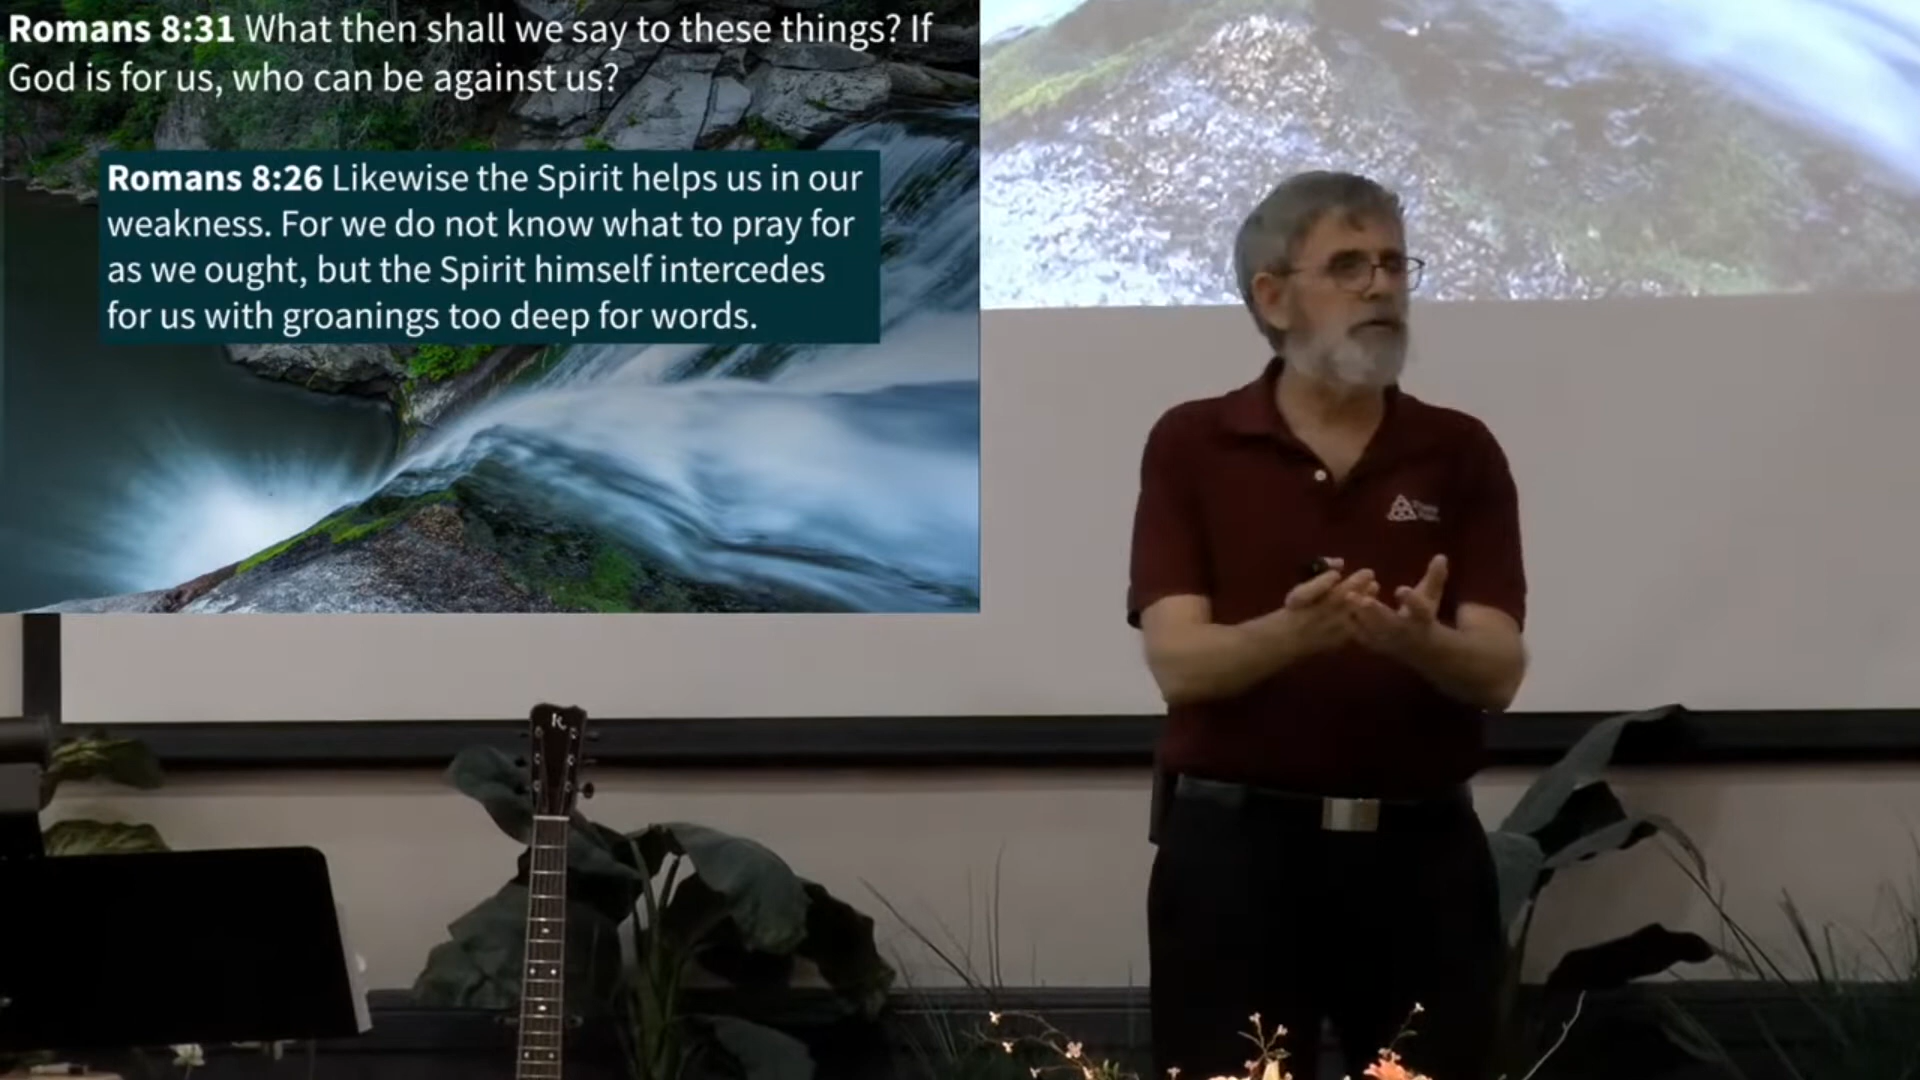 Romans 8:31 What then shall we say to these things? If
God is for us, who can be against us?
Romans 8:26 Likewise the Spirit helps us in our
weakness. For we do not know what to pray for
as we ought, but the Spirit himself intercedes
for us with groanings too deep for words.